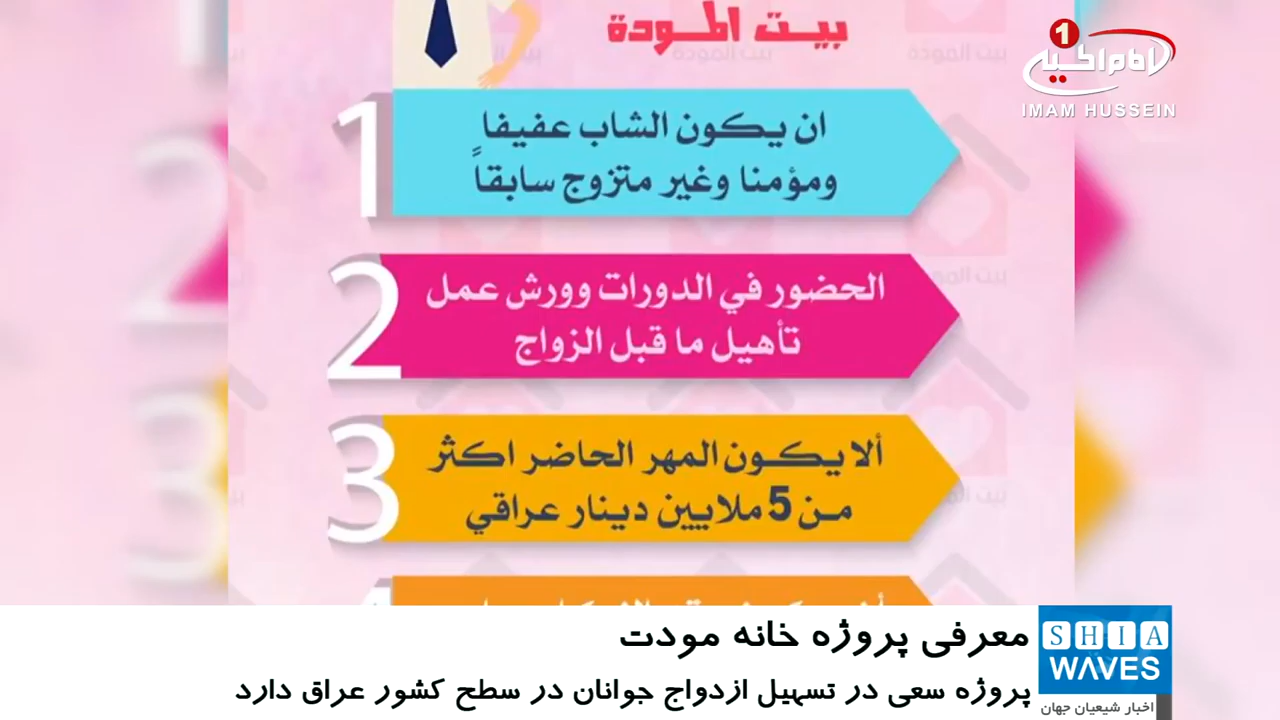 بيت المودة
1
IMAM HUSSEIN
1
ان يكون الشاب عفيفا
ومؤمنا وغير متزوج سابقاً
2
الحضور في الدورات وورش عمل
تأهيل ما قبل الزواج
3
ألا يكون المهر الحاضر اكثر
من 5 ملايين دينار عراقي
معرفی پروژه خانه مودت
پروژه سعی در تسهیل ازدواج جوانان در سطح کشور عراق دارد
SHIA
WAVES
اخبار شیعیان جهان